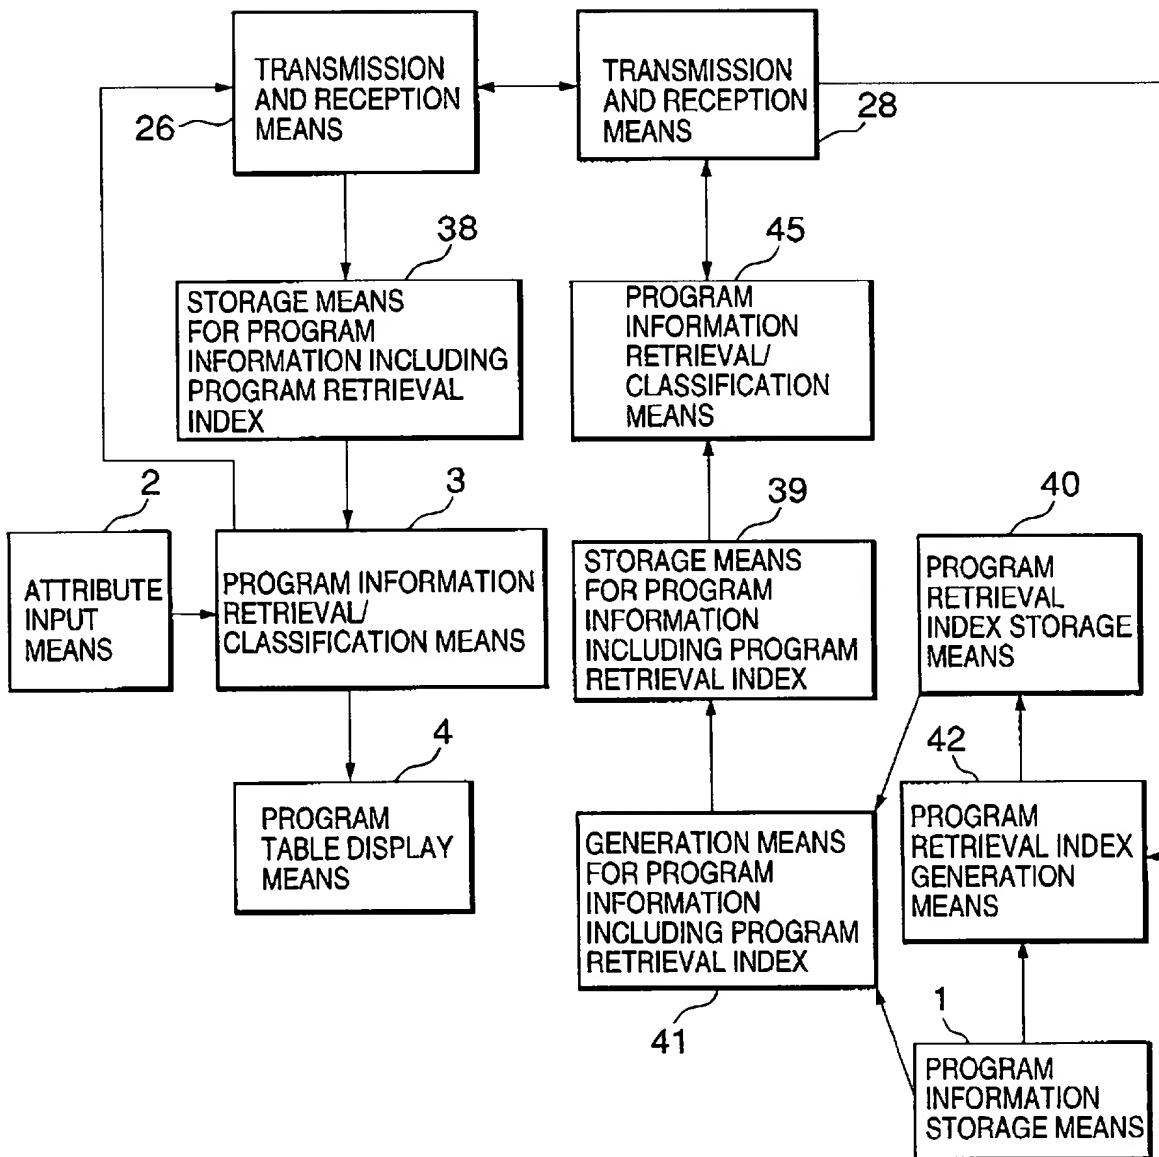 TRANSMISSION
AND RECEPTION
MEANS
26
TRANSMISSION
AND RECEPTION
MEANS
28
38
STORAGE MEANS
FOR PROGRAM
INFORMATION INCLUDING
PROGRAM RETRIEVAL
INDEX
45
PROGRAM
INFORMATION
RETRIEVAL/
CLASSIFICATION
MEANS
2
ATTRIBUTE
INPUT
MEANS
3
PROGRAM INFORMATION
RETRIEVAL/
CLASSIFICATION MEANS
39
STORAGE MEANS
FOR PROGRAM
INFORMATION
INCLUDING PROGRAM
RETRIEVAL INDEX
40
PROGRAM
RETRIEVAL
INDEX STORAGE
MEANS
4
PROGRAM
TABLE DISPLAY
MEANS
GENERATION MEANS
FOR PROGRAM
INFORMATION
INCLUDING PROGRAM
RETRIEVAL INDEX
41
42
PROGRAM
RETRIEVAL INDEX
GENERATION
MEANS
1
PROGRAM
INFORMATION
STORAGE MEANS